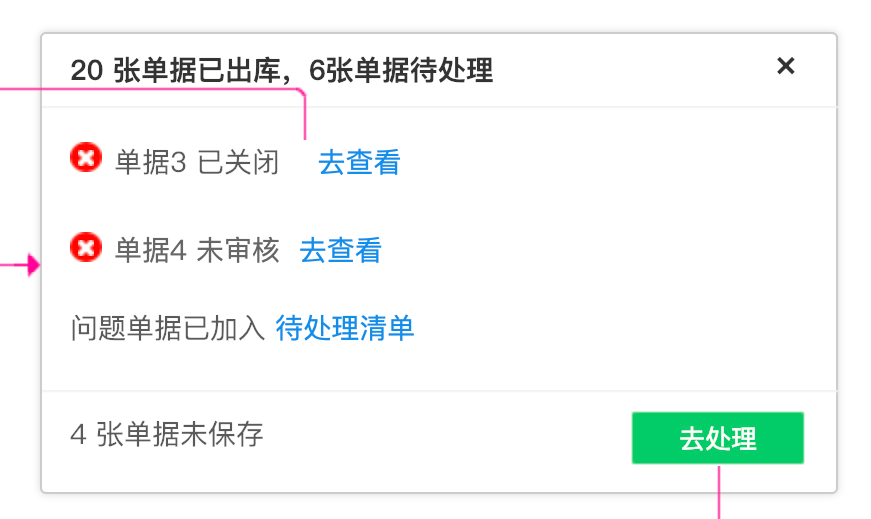 20 张单据已出库，6张单据待处理
单据3 已关闭 去查看
单据4 未审核 去查看
问题单据已加入 待处理清单
4 张单据未保存 去处理